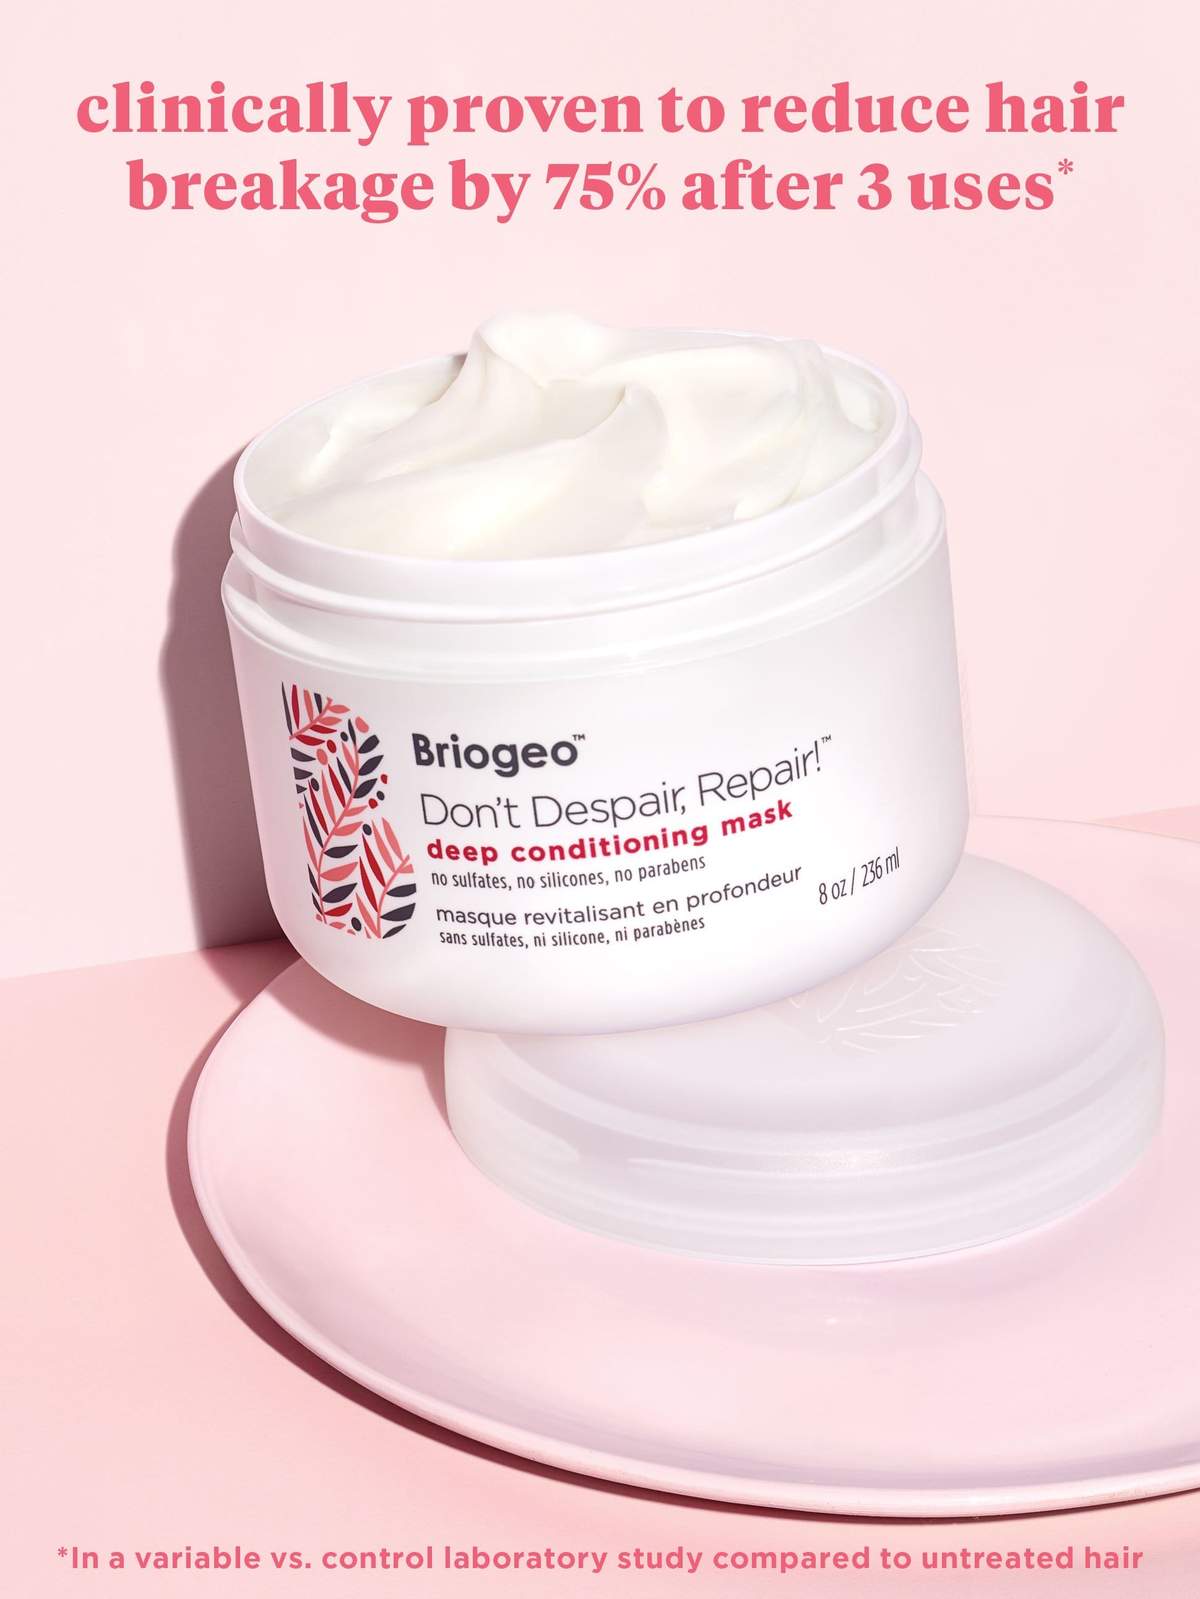 clinically proven to reduce hair
breakage by 75% after 3 uses*
Briogeo™
Don't Despair, Repair!™
deep conditioning mask
no sulfates, no silicones, no parabens
masque revitalisant en profondeur
sans sulfates, ni silicone, ni parabènes
8 oz / 236 ml
*In a variable vs. control laboratory study compared to untreated hair